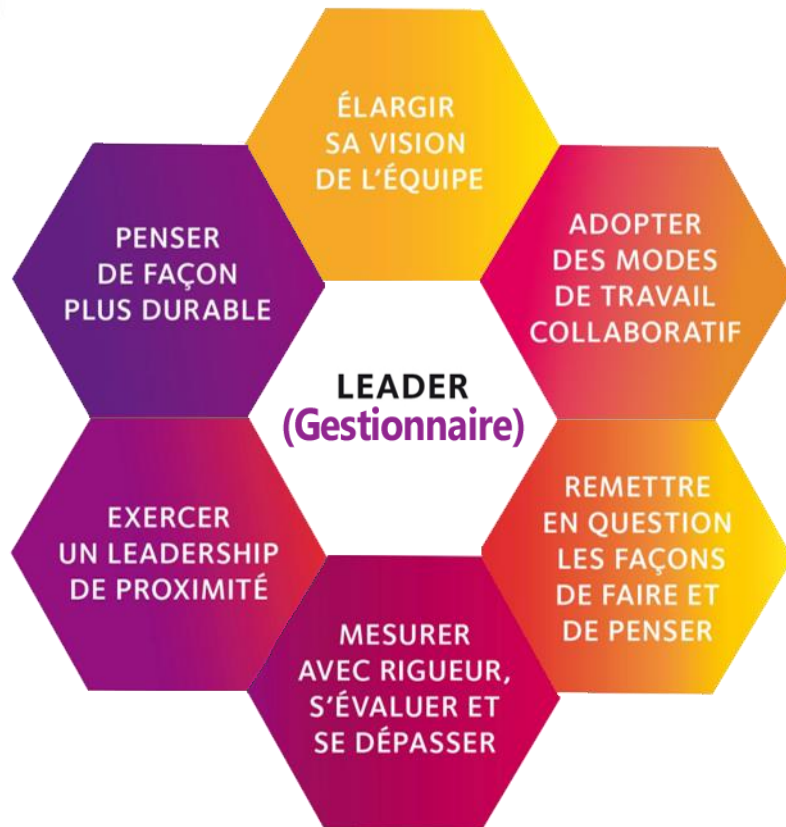 ÉLARGIR
SA VISION
DE L'ÉQUIPE
ADOPTER
DES MODES
DE TRAVAIL
COLLABORATIF
REMETTRE
EN QUESTION
LES FAÇONS
DE FAIRE ET
DE PENSER
MESURER
AVEC RIGUEUR,
S'ÉVALUER ET
SE DÉPASSER
EXERCER
UN LEADERSHIP
DE PROXIMITÉ
PENSER
DE FAÇON
PLUS DURABLE
LEADER
(Gestionnaire)